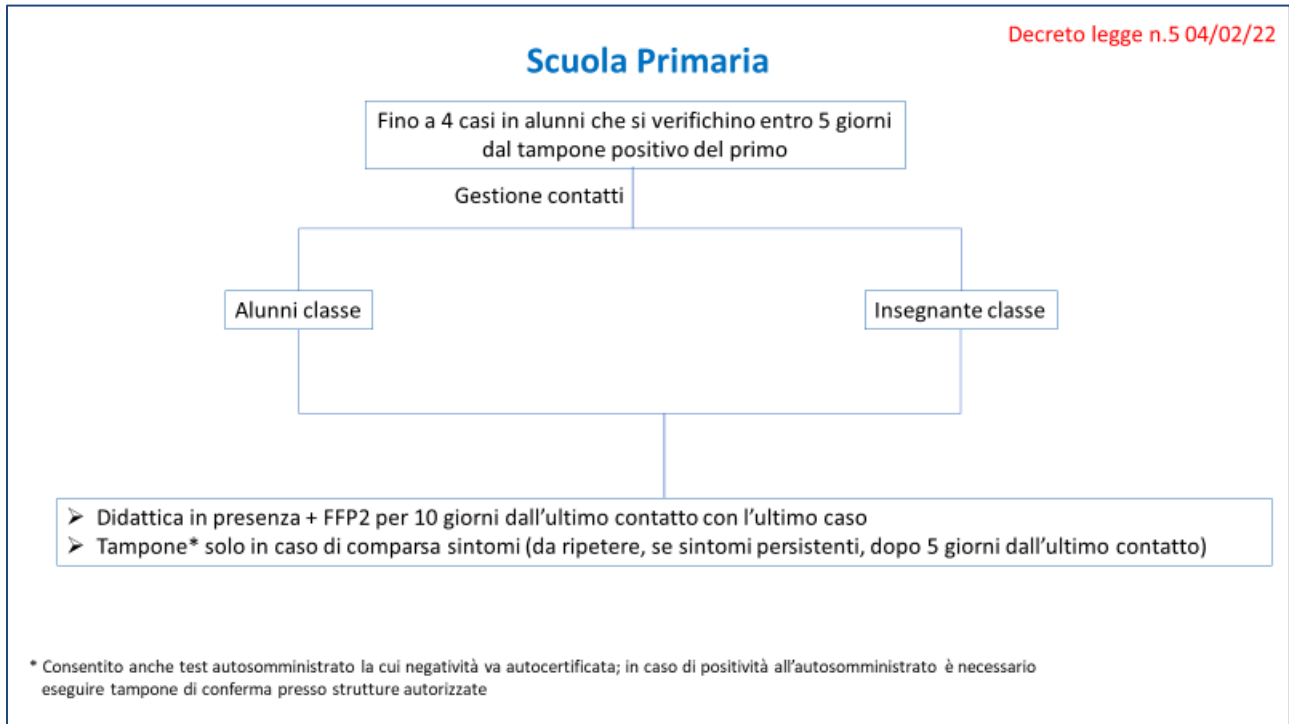 Decreto legge n.5 04/02/22
Scuola Primaria
Fino a 4 casi in alunni che si verifichino entro 5 giorni
dal tampone positivo del primo
Gestione contatti
Alunni classe
Insegnante classe
➢ Didattica in presenza + FFP2 per 10 giorni dall'ultimo contatto con l'ultimo caso
➢ Tampone* solo in caso di comparsa sintomi (da ripetere, se sintomi persistenti, dopo 5 giorni dall'ultimo contatto)
* Consentito anche test autosomministrato la cui negatività va autocertificata; in caso di positività all'autosomministrato è necessario
eseguire tampone di conferma presso strutture autorizzate